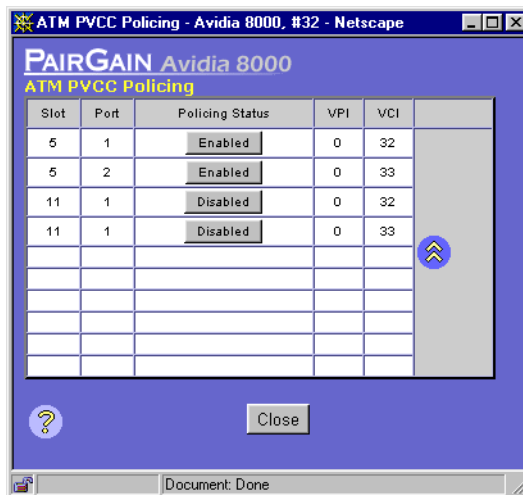 ATM PVCC Policing - Avidia 8000, #32 - Netscape
PAIRGAIN Avidia 8000
ATM PVCC Policing
Slot Port Policing Status VPI VCI
5 1 Enabled 0 32
5 2 Enabled 0 33
11 1 Disabled 0 32
11 1 Disabled 0 33
?
Close
Document: Done